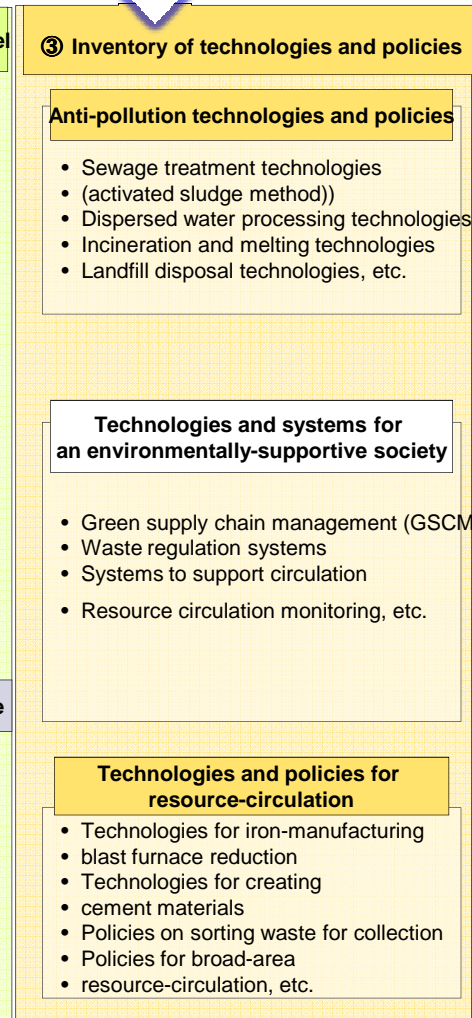 el
③ Inventory of technologies and policies
Anti-pollution technologies and policies
• Sewage treatment technologies
• (activated sludge method))
• Dispersed water processing technologies
• Incineration and melting technologies
• Landfill disposal technologies, etc.
Technologies and systems for
an environmentally-supportive society
• Green supply chain management (GSCM
• Waste regulation systems
• Systems to support circulation
• Resource circulation monitoring, etc.
e
Technologies and policies for
resource-circulation
• Technologies for iron-manufacturing
• blast furnace reduction
• Technologies for creating
• cement materials
• Policies on sorting waste for collection
• Policies for broad-area
• resource-circulation, etc.